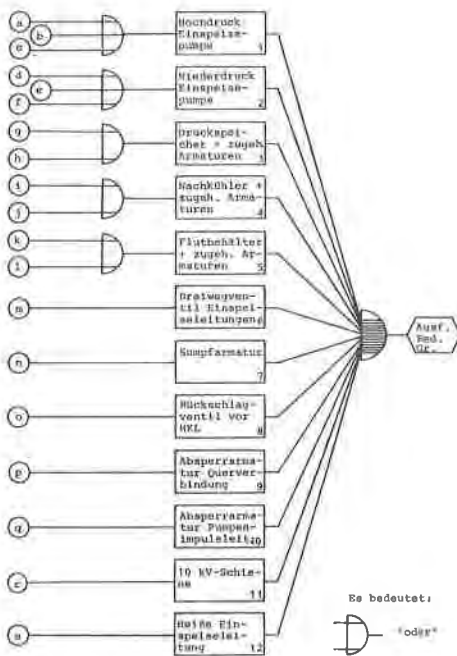 a
b
c
Hochdruck
Einspeise-
pumpe
1
d
e
f
Niederdruck
Einspeise-
pumpe
2
g
h
Druckspei-
cher + zugeh.
Armaturen
3
i
j
Nachkühler +
zugeh. Arma-
turen
4
k
l
Flutbehälter
+ zugeh. Ar-
maturen
5
m
Dreiwegven-
til Einspei-
seleitungen
6
n
Sumpfarmatur
7
o
Rückschlag-
ventil vor
HKL
8
p
Absperrarma-
tur Querver-
bindung
9
q
Absperrarma-
tur Pumpen-
impulsleit
10
r
10 kV-Schie-
ne
11
s
Heiße Ein-
speiselei-
tung
12
Ausf.
Red.
Gr.
Es bedeutet:
"oder"